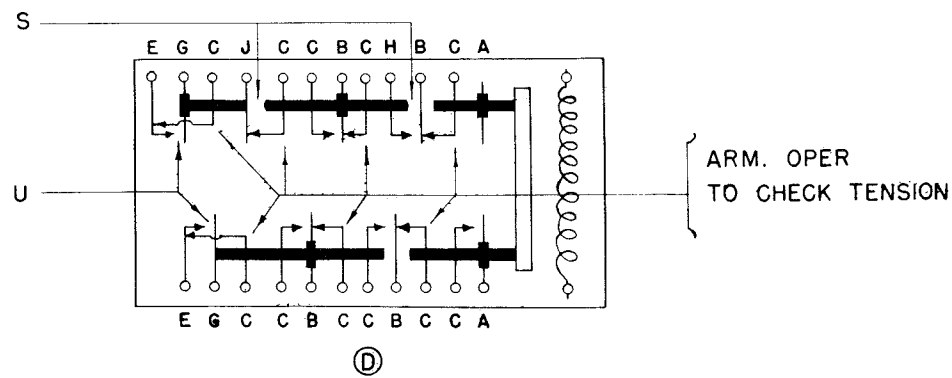 S
E G C J C C B C H B C A
U
ARM. OPER
TO CHECK TENSION
E G C C B C C B C C A
D